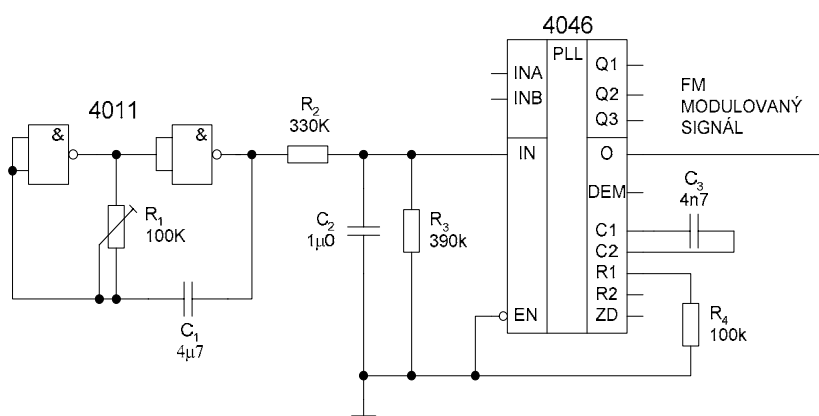 4011
&
&
R1
100K
C1
4µ7
R2
330K
C2
1µ0
R3
390k
4046
PLL
INA
INB
IN
EN
Q1
Q2
Q3
O
DEM
C1
C2
R1
R2
ZD
FM
MODULOVANÝ
SIGNÁL
C3
4n7
R4
100k